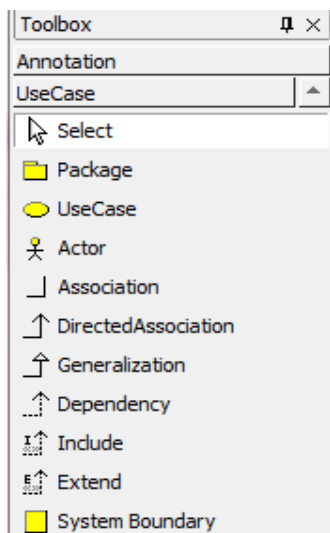 Toolbox
Annotation
UseCase
Select
Package
UseCase
Actor
Association
DirectedAssociation
Generalization
Dependency
I Include
E Extend
System Boundary